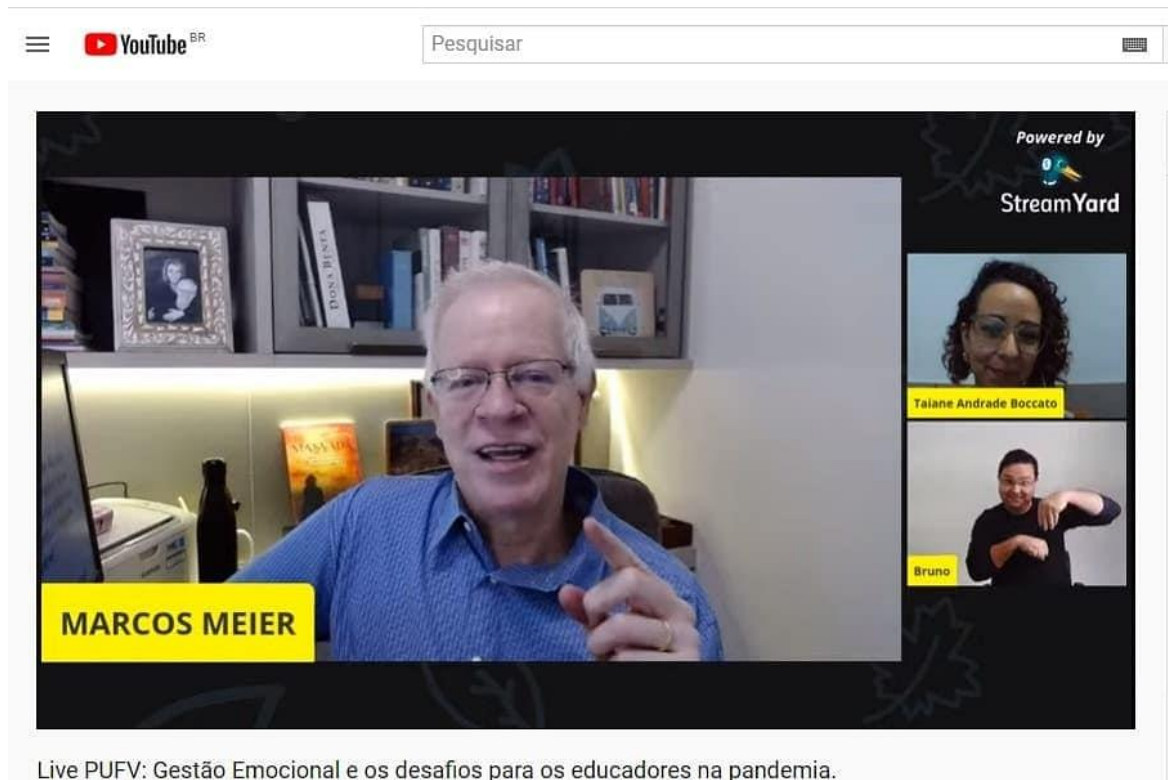 YouTube BR
Pesquisar
Powered by
StreamYard
DONA BENTA
Taiane Andrade Boccato
Bruno
MARCOS MEIER
Live PUFV: Gestão Emocional e os desafios para os educadores na pandemia.